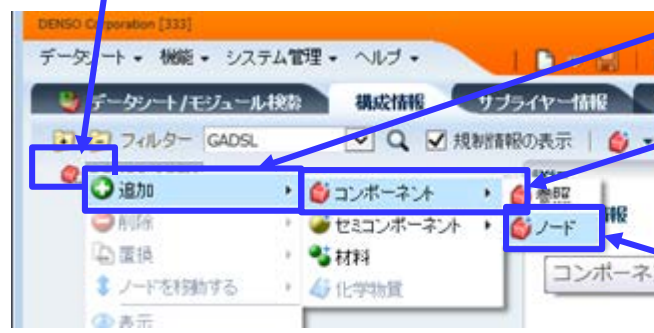 DENSO Corporation [333]
データシート 機能 システム管理 ヘルプ
データシート/モジュール検索 構成情報 サプライヤー情報
フィルター GADSL 規制情報の表示
追加 コンポーネント 参照
削除 セミコンポーネント ノード 報
置換 材料
ノードを移動する 化学物質 コンポーネ
表示